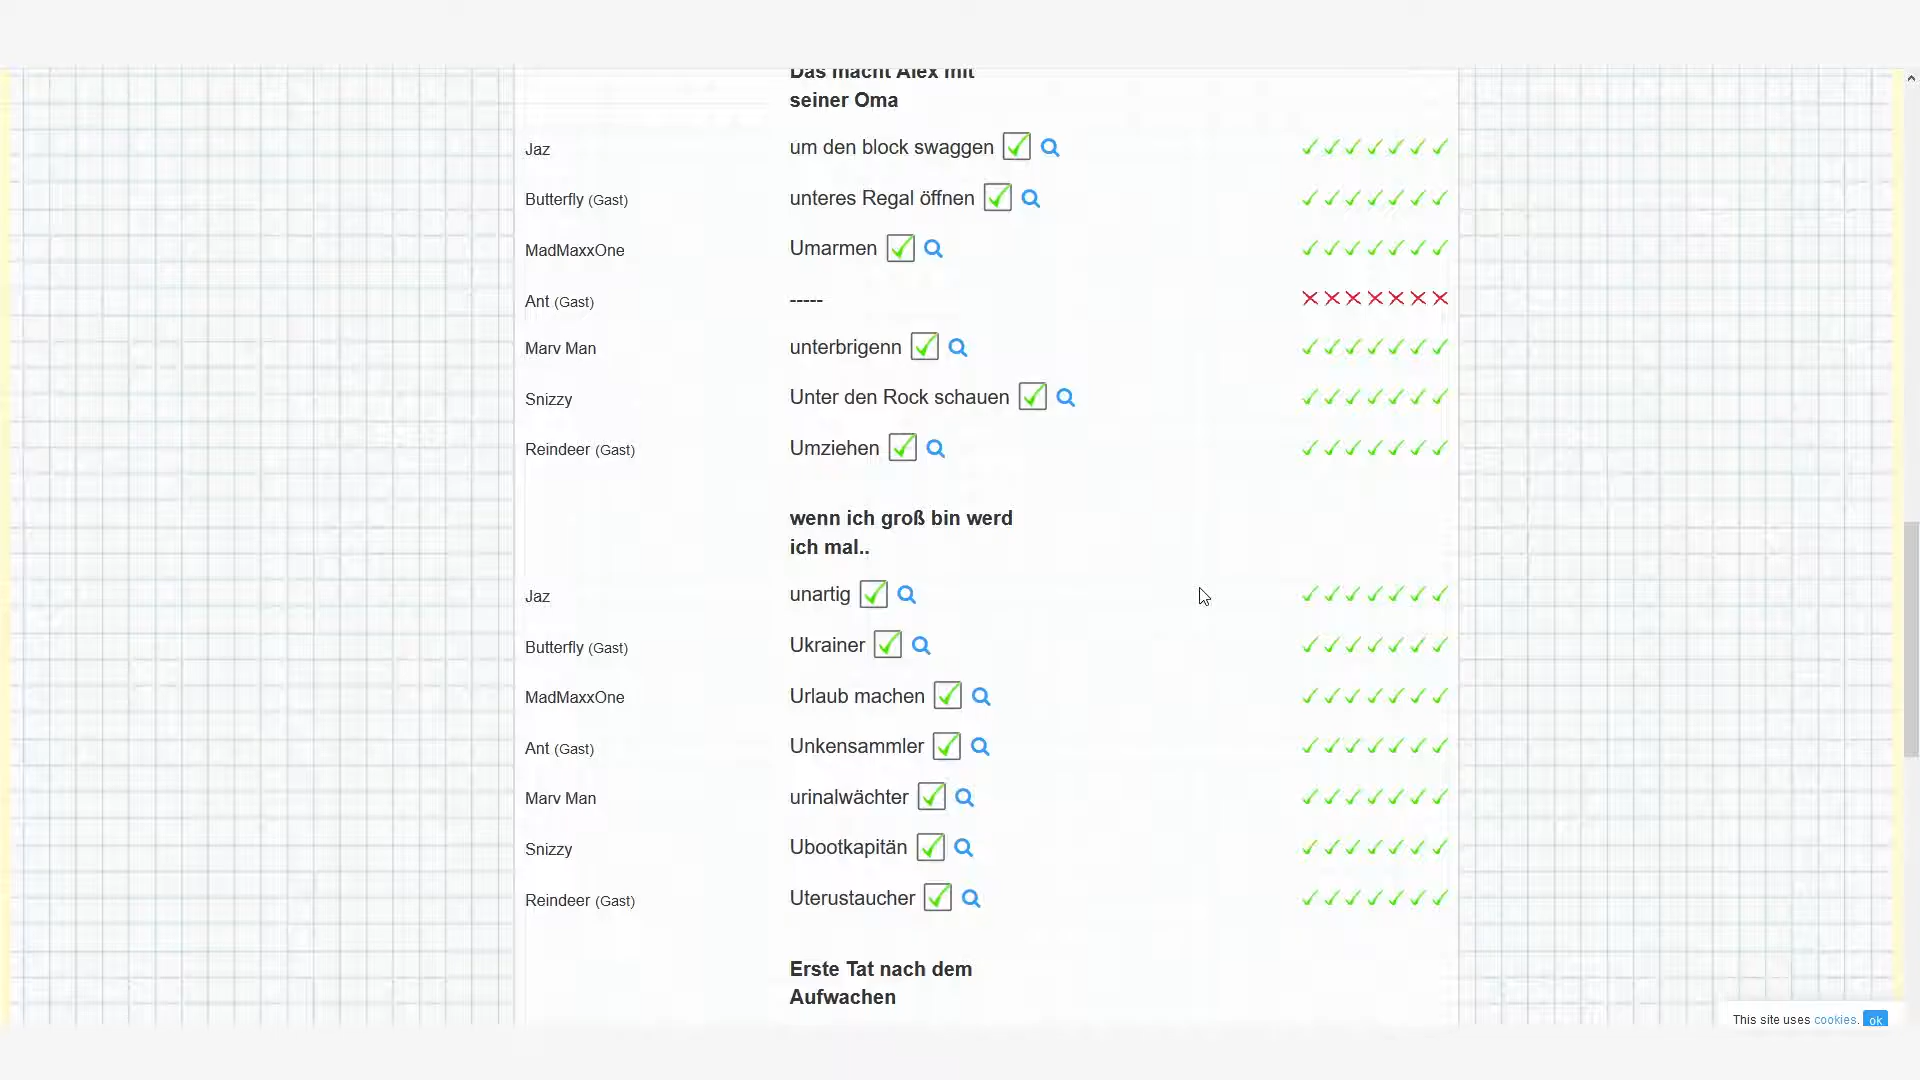 Das macht Alex mit
seiner Oma
Jaz um den block swaggen
Butterfly (Gast) unteres Regal öffnen
MadMaxxOne Umarmen
Ant (Gast) -----
Marv Man unterbrigenn
Snizzy Unter den Rock schauen
Reindeer (Gast) Umziehen
wenn ich groß bin werd
ich mal..
Jaz unartig
Butterfly (Gast) Ukrainer
MadMaxxOne Urlaub machen
Ant (Gast) Unkensammler
Marv Man urinalwächter
Snizzy Ubootkapitän
Reindeer (Gast) Uterustaucher
Erste Tat nach dem
Aufwachen
This site uses cookies. ok